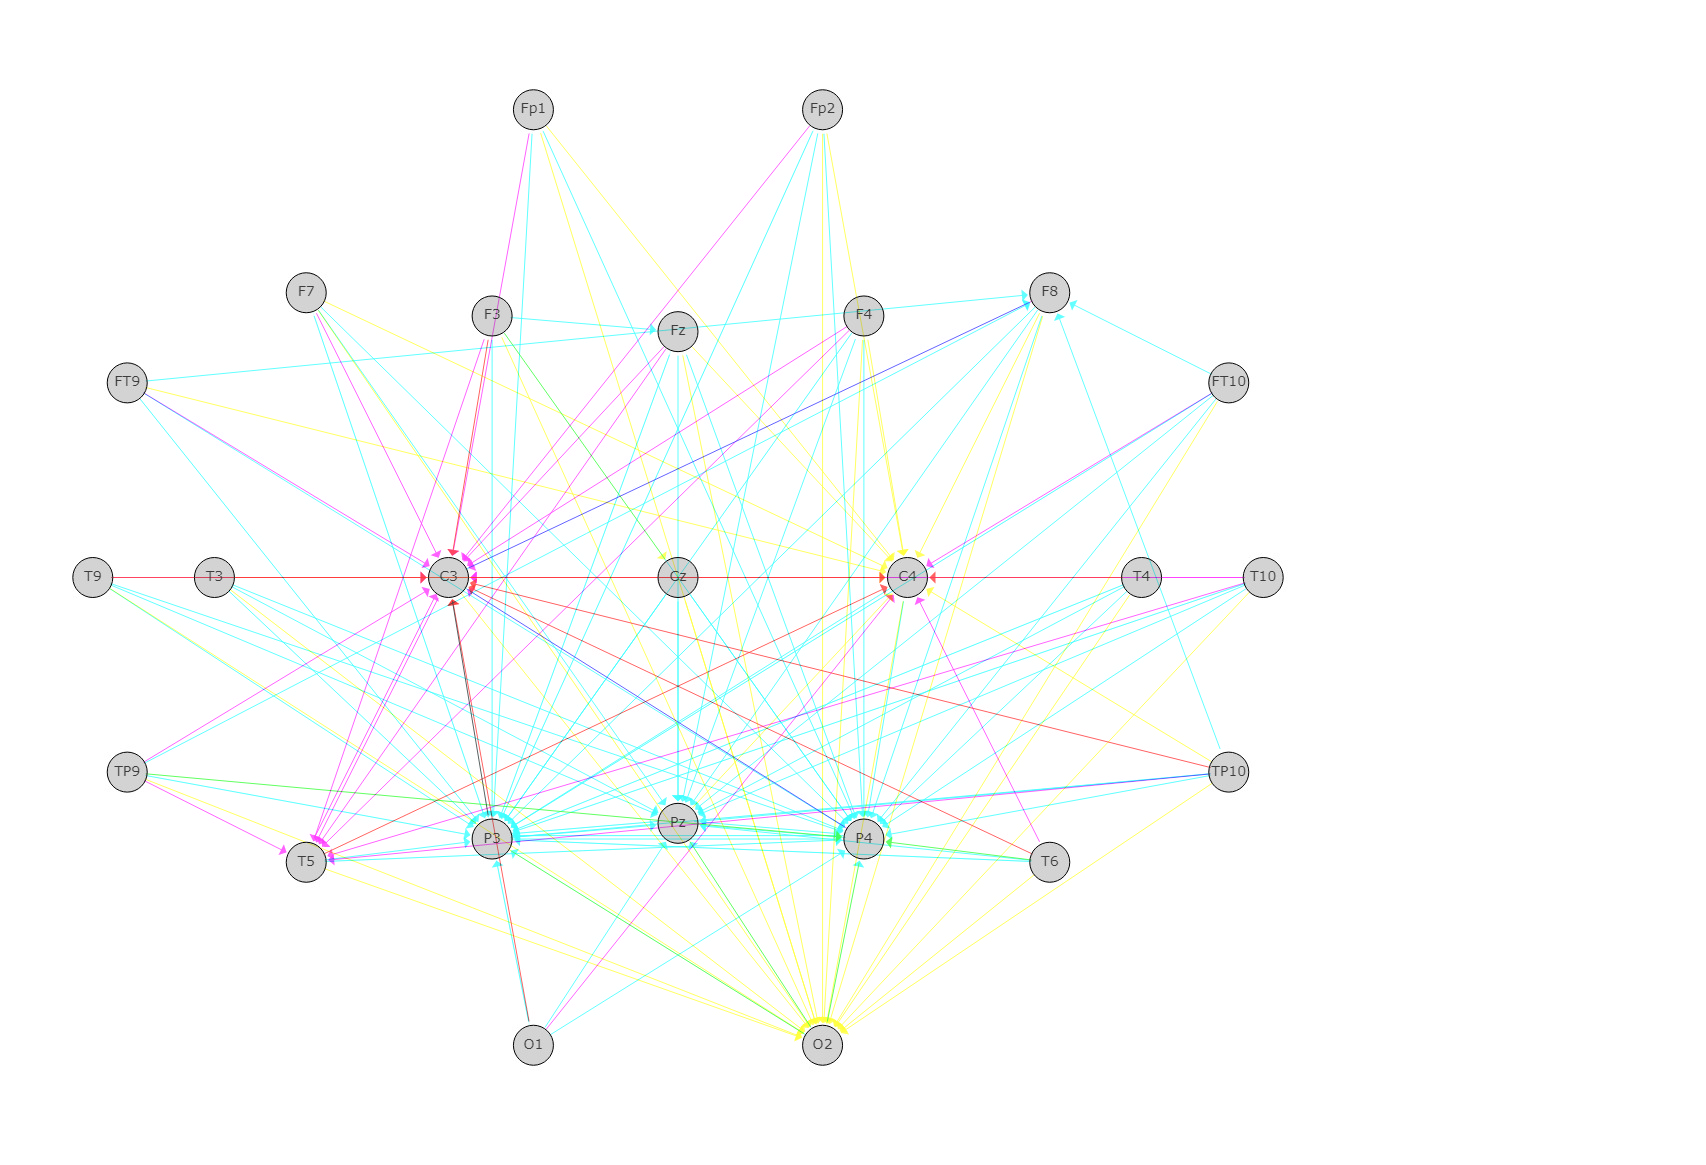 Fp1 Fp2
F7 F3 Fz F4 F8
FT9 FT10
T9 T3 C3 Cz C4 T4 T10
TP9 TP10
T5 P3 Pz P4 T6
O1 O2